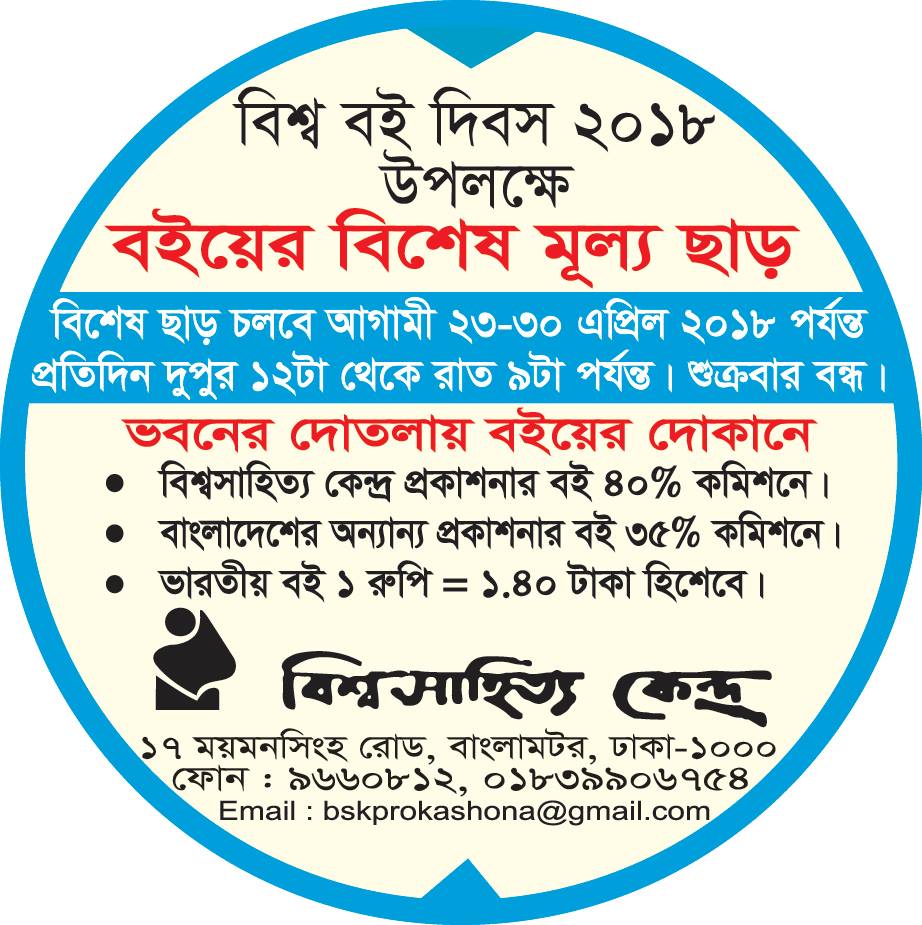 বিশ্ব বই দিবস ২০১৮
উপলক্ষে
বইয়ের বিশেষ মূল্য ছাড়
বিশেষ ছাড় চলবে আগামী ২৩-৩০ এপ্রিল ২০১৮ পর্যন্ত
প্রতিদিন দুপুর ১২টা থেকে রাত ৯টা পর্যন্ত। শুক্রবার বন্ধ।
ভবনের দোতলায় বইয়ের দোকানে
• বিশ্বসাহিত্য কেন্দ্র প্রকাশনার বই ৪০% কমিশনে।
• বাংলাদেশের অন্যান্য প্রকাশনার বই ৩৫% কমিশনে।
• ভারতীয় বই ১ রুপি = ১.৪০ টাকা হিশেবে।
বিশ্বসাহিত্য কেন্দ্র
১৭ ময়মনসিংহ রোড, বাংলামটর, ঢাকা-১০০০
ফোন : ৯৬৬০৮১২, ০১৮৩৯৯০৬৭৫৪
Email : bskprokashona@gmail.com